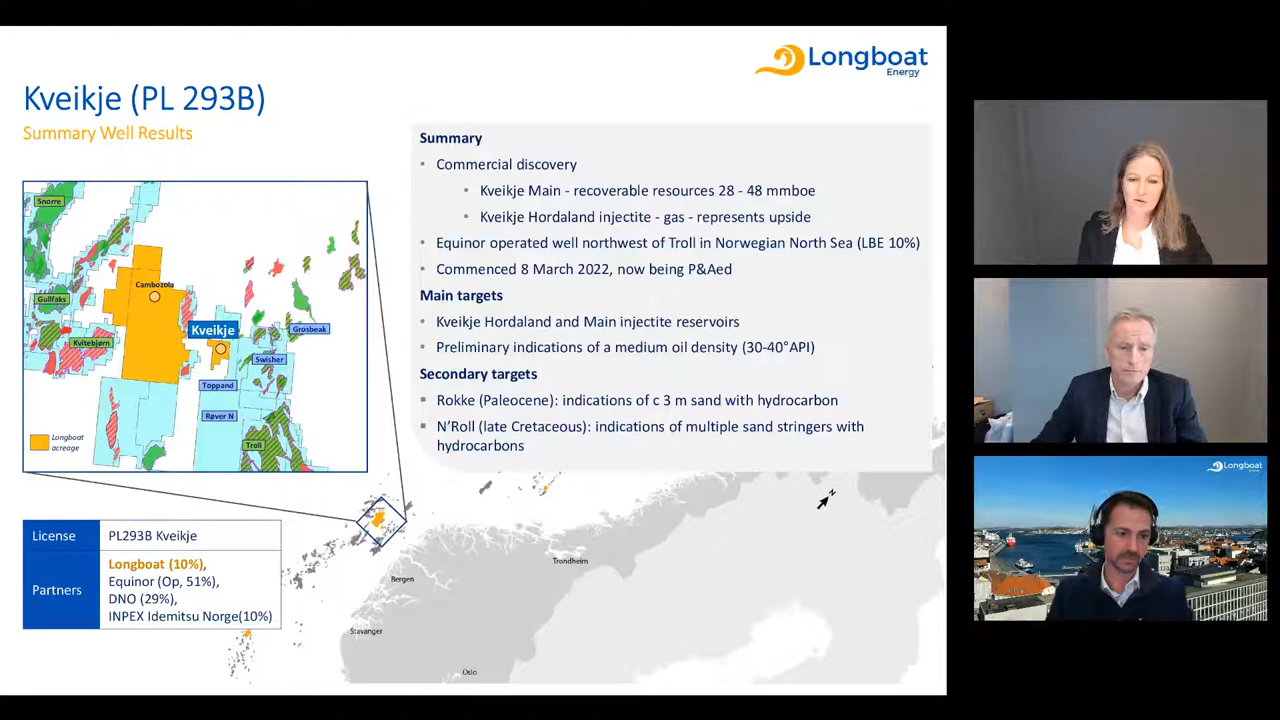 Longboat
Energy
Kveikje (PL 293B)
Summary Well Results
Summary
• Commercial discovery
• Kveikje Main - recoverable resources 28 - 48 mmboe
• Kveikje Hordaland injectite - gas - represents upside
• Equinor operated well northwest of Troll in Norwegian North Sea (LBE 10%)
• Commenced 8 March 2022, now being P&Aed
Main targets
• Kveikje Hordaland and Main injectite reservoirs
• Preliminary indications of a medium oil density (30-40°API)
Secondary targets
▪ Rokke (Paleocene): indications of c 3 m sand with hydrocarbon
▪ N'Roll (late Cretaceous): indications of multiple sand stringers with
hydrocarbons
Snorre
Cambozola
Gullfaks
Kveikje
Grosbeak
Kvitebjørn
Swisher
Toppand
Røver N
Troll
Longboat
acreage
N
Trondheim
Bergen
Stavanger
Oslo
License PL293B Kveikje
Partners
Longboat (10%),
Equinor (Op, 51%),
DNO (29%),
INPEX Idemitsu Norge(10%)
Longboat